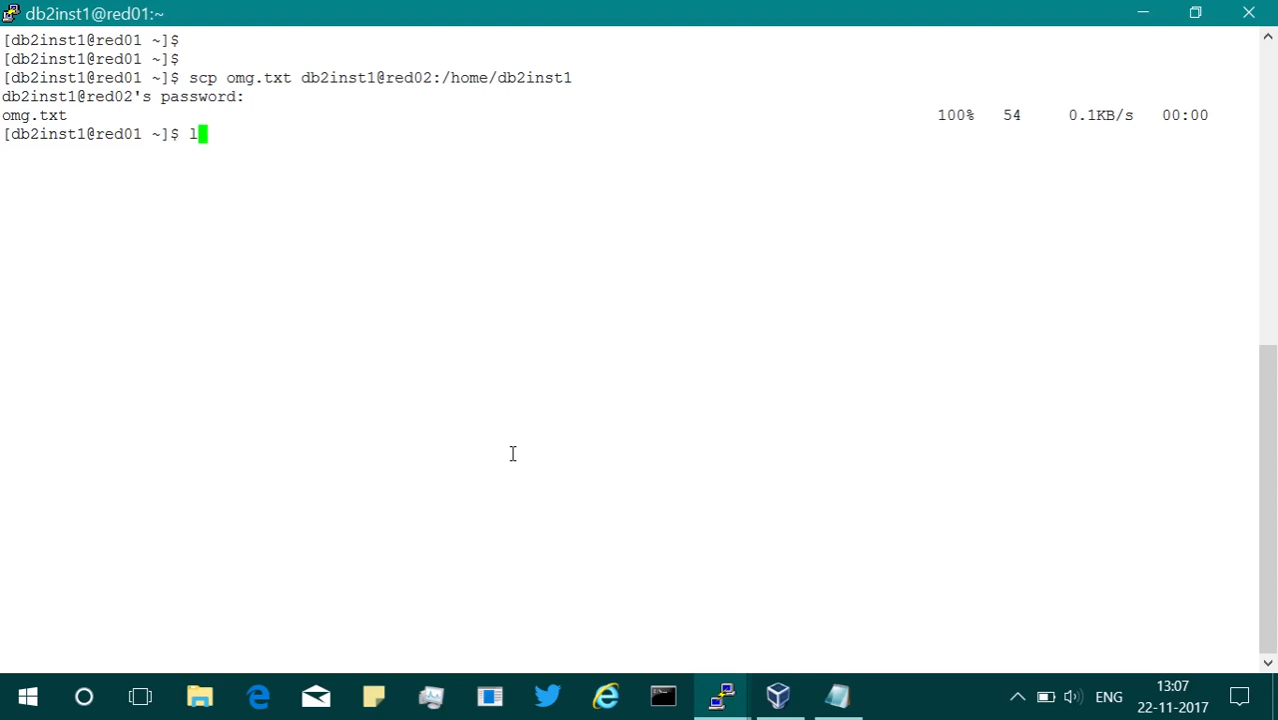 db2inst1@red01:~
[db2inst1@red01 ~]$
[db2inst1@red01 ~]$
[db2inst1@red01 ~]$ scp omg.txt db2inst1@red02:/home/db2inst1
db2inst1@red02's password:
omg.txt 100% 54 0.1KB/s 00:00
[db2inst1@red01 ~]$ l
ENG
13:07
22-11-2017